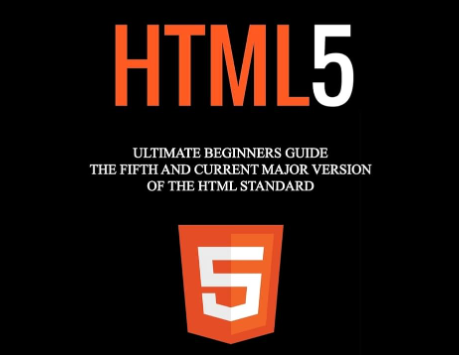 HTML5
ULTIMATE BEGINNERS GUIDE
THE FIFTH AND CURRENT MAJOR VERSION
OF THE HTML STANDARD
5